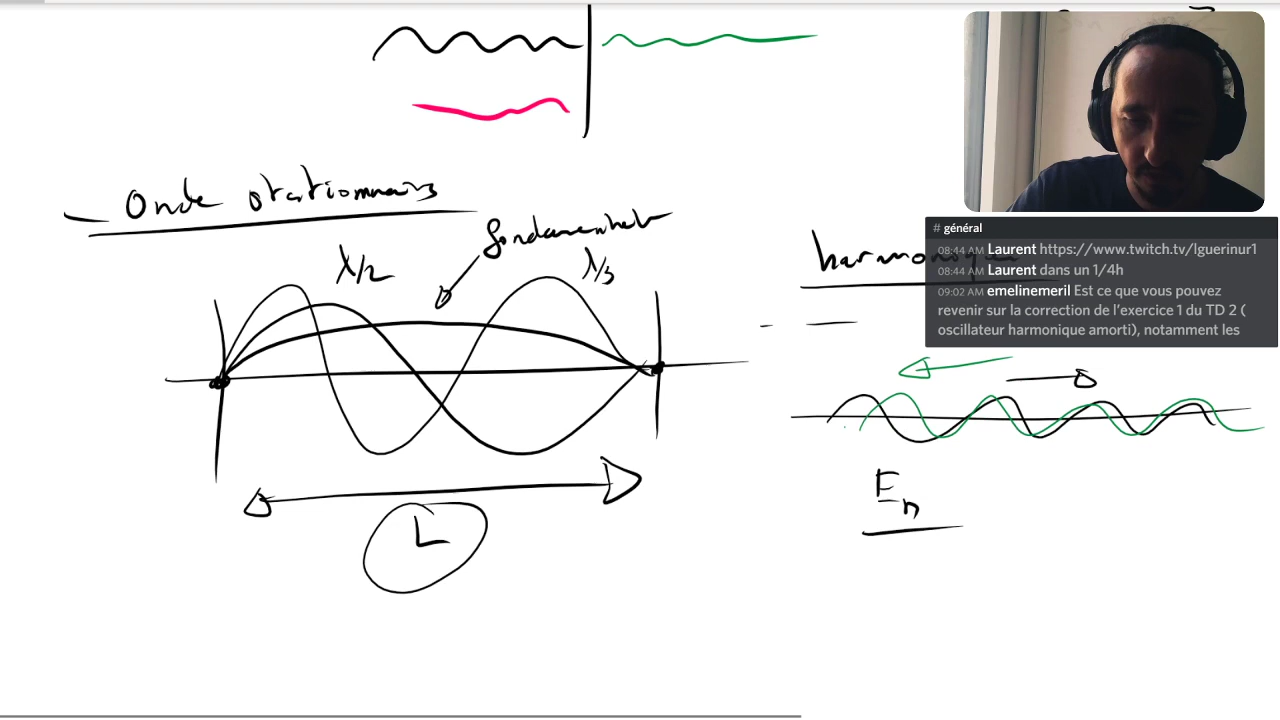 Onde stationnaire
fondamental
λ/2
λ/3
L
harmonique
E_n
# général
08:44 AM Laurent https://www.twitch.tv/lguerinur1
08:44 AM Laurent dans un 1/4h
09:02 AM emelinemeril Est ce que vous pouvez
revenir sur la correction de l'exercice 1 du TD 2 (
oscillateur harmonique amorti), notamment les